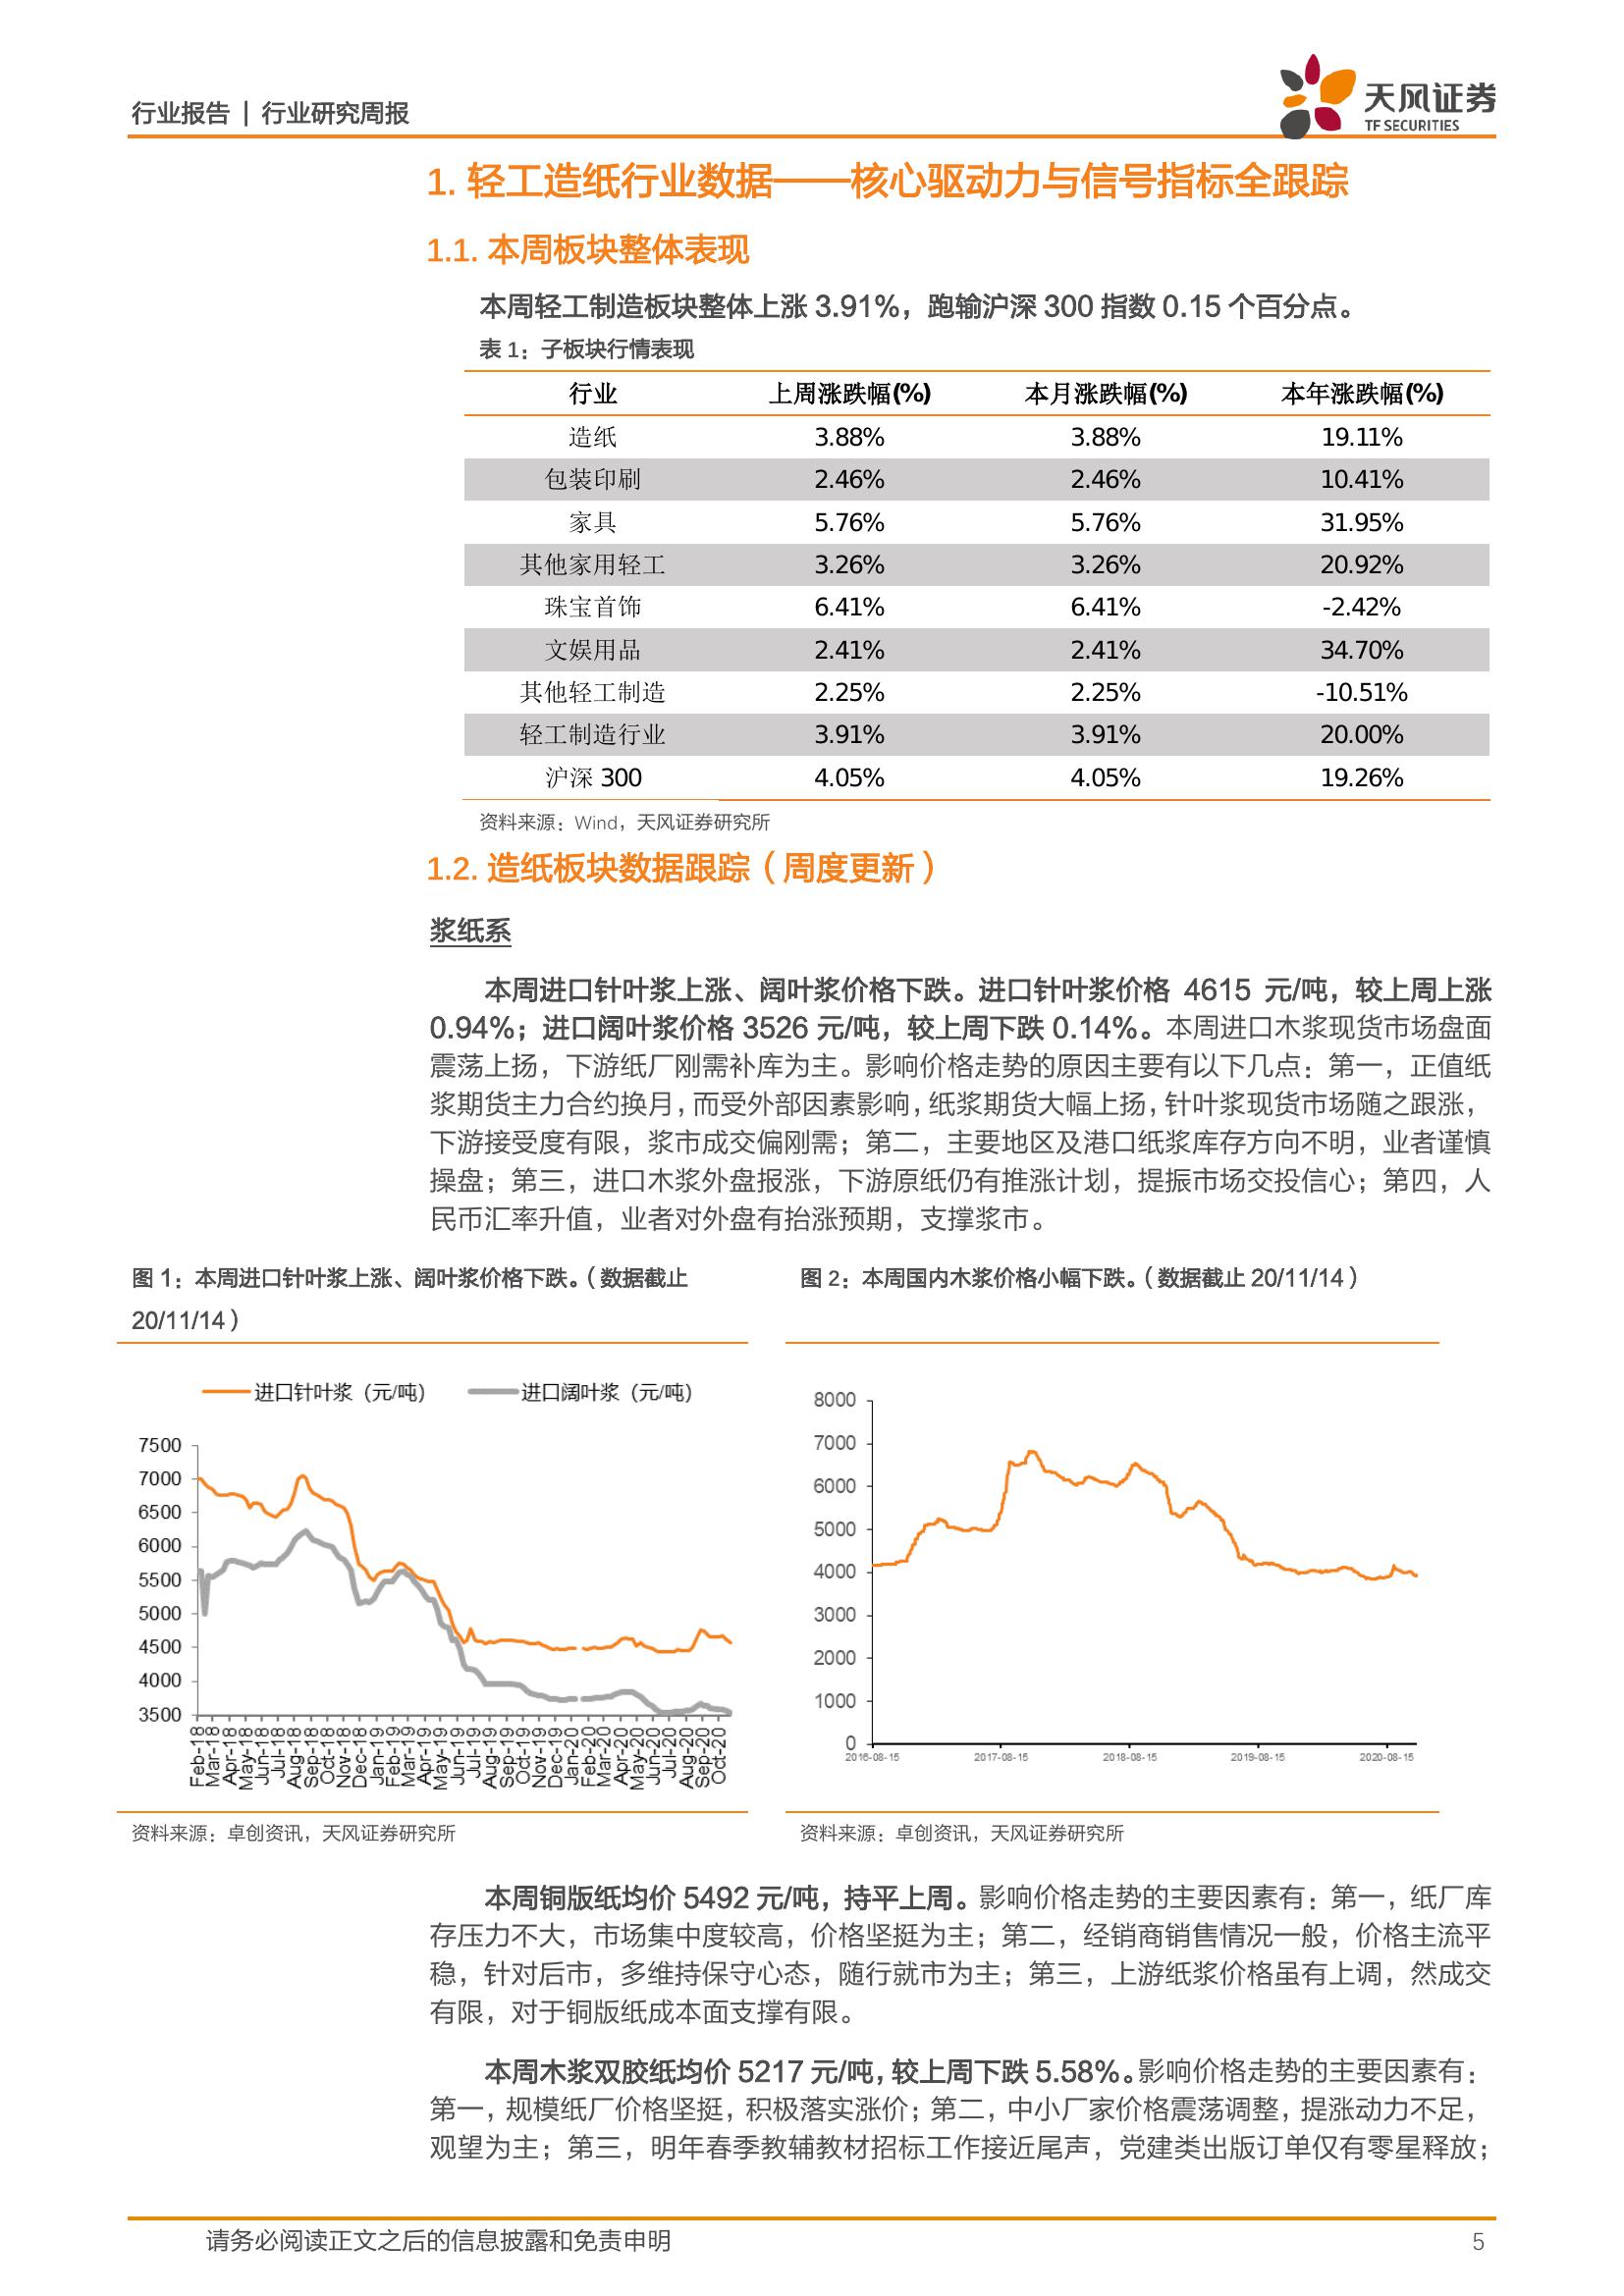 行业报告 | 行业研究周报
天风证券
TF SECURITIES
1. 轻工造纸行业数据——核心驱动力与信号指标全跟踪
1.1. 本周板块整体表现
本周轻工制造板块整体上涨 3.91%，跑输沪深 300 指数 0.15 个百分点。
表 1：子板块行情表现
行业 上周涨跌幅(%) 本月涨跌幅(%) 本年涨跌幅(%)
造纸 3.88% 3.88% 19.11%
包装印刷 2.46% 2.46% 10.41%
家具 5.76% 5.76% 31.95%
其他家用轻工 3.26% 3.26% 20.92%
珠宝首饰 6.41% 6.41% -2.42%
文娱用品 2.41% 2.41% 34.70%
其他轻工制造 2.25% 2.25% -10.51%
轻工制造行业 3.91% 3.91% 20.00%
沪深 300 4.05% 4.05% 19.26%
资料来源：Wind，天风证券研究所
1.2. 造纸板块数据跟踪（周度更新）
浆纸系
本周进口针叶浆上涨、阔叶浆价格下跌。进口针叶浆价格 4615 元/吨，较上周上涨
0.94%；进口阔叶浆价格 3526 元/吨，较上周下跌 0.14%。本周进口木浆现货市场盘面
震荡上扬，下游纸厂刚需补库为主。影响价格走势的原因主要有以下几点：第一，正值纸
浆期货主力合约换月，而受外部因素影响，纸浆期货大幅上扬，针叶浆现货市场随之跟涨，
下游接受度有限，浆市成交偏刚需；第二，主要地区及港口纸浆库存方向不明，业者谨慎
操盘；第三，进口木浆外盘报涨，下游原纸仍有推涨计划，提振市场交投信心；第四，人
民币汇率升值，业者对外盘有抬涨预期，支撑浆市。
图 1：本周进口针叶浆上涨、阔叶浆价格下跌。（数据截止
20/11/14）
进口针叶浆（元/吨） 进口阔叶浆（元/吨）
7500
7000
6500
6000
5500
5000
4500
4000
3500
Feb-18 Mar-18 Apr-18 May-18 Jun-18 Jul-18 Aug-18 Sep-18 Oct-18 Nov-18 Dec-18 Jan-19 Feb-19 Mar-19 Apr-19 May-19 Jun-19 Jul-19 Aug-19 Sep-19 Oct-19 Nov-19 Dec-19 Jan-20 Feb-20 Mar-20 Apr-20 May-20 Jun-20 Jul-20 Aug-20 Sep-20 Oct-20
资料来源：卓创资讯，天风证券研究所
图 2：本周国内木浆价格小幅下跌。（数据截止 20/11/14）
8000
7000
6000
5000
4000
3000
2000
1000
0
2016-08-15 2017-08-15 2018-08-15 2019-08-15 2020-08-15
资料来源：卓创资讯，天风证券研究所
本周铜版纸均价 5492 元/吨，持平上周。影响价格走势的主要因素有：第一，纸厂库
存压力不大，市场集中度较高，价格坚挺为主；第二，经销商销售情况一般，价格主流平
稳，针对后市，多维持保守心态，随行就市为主；第三，上游纸浆价格虽有上调，然成交
有限，对于铜版纸成本面支撑有限。
本周木浆双胶纸均价 5217 元/吨，较上周下跌 5.58%。影响价格走势的主要因素有：
第一，规模纸厂价格坚挺，积极落实涨价；第二，中小厂家价格震荡调整，提涨动力不足，
观望为主；第三，明年春季教辅教材招标工作接近尾声，党建类出版订单仅有零星释放；
请务必阅读正文之后的信息披露和免责申明
5